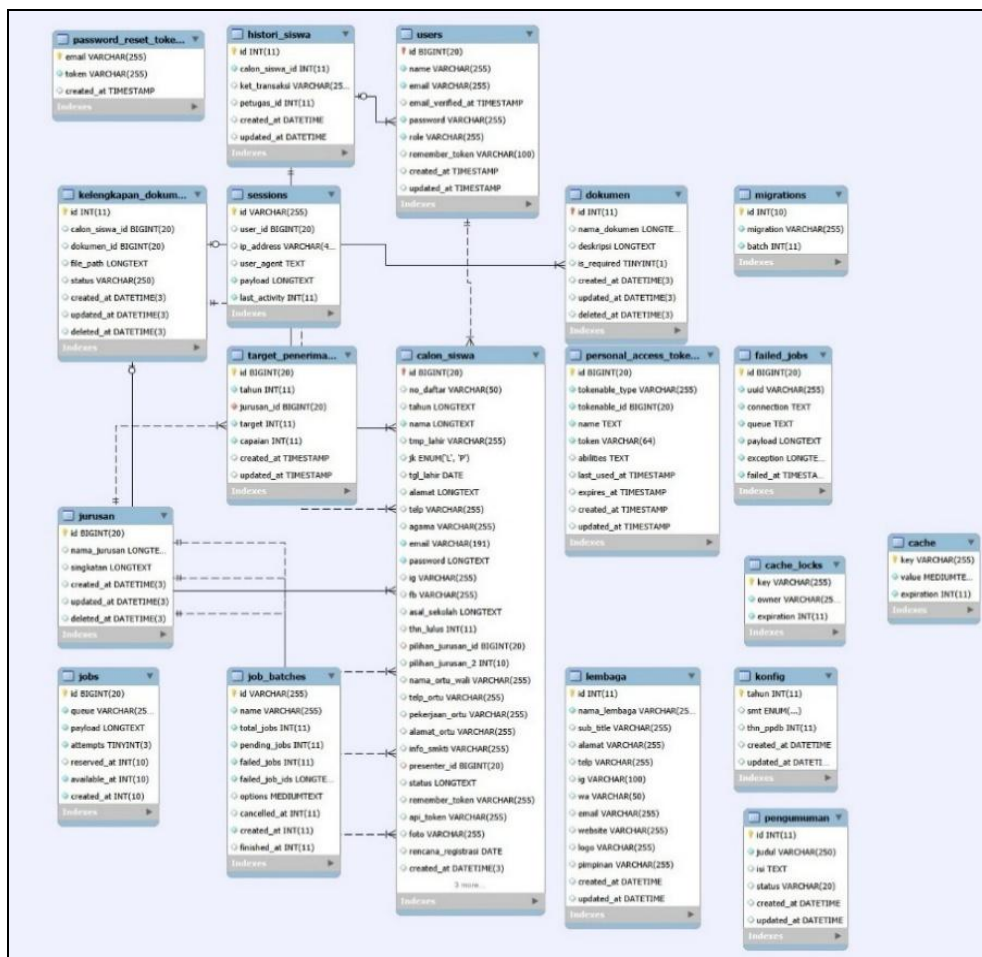 password_reset_toke...
email VARCHAR(255)
token VARCHAR(255)
created_at TIMESTAMP
Indexes
histori_siswa
id INT(11)
calon_siswa_id INT(11)
ket_transaksi VARCHAR(25...
petugas_id INT(11)
created_at DATETIME
updated_at DATETIME
Indexes
users
id BIGINT(20)
name VARCHAR(255)
email VARCHAR(255)
email_verified_at TIMESTAMP
password VARCHAR(255)
role VARCHAR(255)
remember_token VARCHAR(100)
created_at TIMESTAMP
updated_at TIMESTAMP
Indexes
kelengkapan_dokum...
id INT(11)
calon_siswa_id BIGINT(20)
dokumen_id BIGINT(20)
file_path LONGTEXT
status VARCHAR(250)
created_at DATETIME(3)
updated_at DATETIME(3)
deleted_at DATETIME(3)
Indexes
sessions
id VARCHAR(255)
user_id BIGINT(20)
ip_address VARCHAR(4...
user_agent TEXT
payload LONGTEXT
last_activity INT(11)
Indexes
dokumen
id INT(11)
nama_dokumen LONGTE...
deskripsi LONGTEXT
is_required TINYINT(1)
created_at DATETIME(3)
updated_at DATETIME(3)
deleted_at DATETIME(3)
Indexes
migrations
id INT(10)
migration VARCHAR(255)
batch INT(11)
Indexes
target_penerima...
id BIGINT(20)
tahun INT(11)
jurusan_id BIGINT(20)
target INT(11)
capaian INT(11)
created_at TIMESTAMP
updated_at TIMESTAMP
Indexes
calon_siswa
id BIGINT(20)
no_daftar VARCHAR(50)
tahun LONGTEXT
nama LONGTEXT
tmp_lahir VARCHAR(255)
jk ENUM('L', 'P')
tgl_lahir DATE
alamat LONGTEXT
telp VARCHAR(255)
agama VARCHAR(255)
email VARCHAR(191)
password LONGTEXT
ig VARCHAR(255)
fb VARCHAR(255)
asal_sekolah LONGTEXT
thn_lulus INT(11)
pilihan_jurusan_id BIGINT(20)
pilihan_jurusan_2 INT(10)
nama_ortu_wali VARCHAR(255)
telp_ortu VARCHAR(255)
pekerjaan_ortu VARCHAR(255)
alamat_ortu VARCHAR(255)
info_smkti VARCHAR(255)
presenter_id BIGINT(20)
status LONGTEXT
remember_token VARCHAR(255)
api_token VARCHAR(255)
foto VARCHAR(255)
rencana_registrasi DATE
created_at DATETIME(3)
3 more...
Indexes
personal_access_toke...
id BIGINT(20)
tokenable_type VARCHAR(255)
tokenable_id BIGINT(20)
name TEXT
token VARCHAR(64)
abilities TEXT
last_used_at TIMESTAMP
expires_at TIMESTAMP
created_at TIMESTAMP
updated_at TIMESTAMP
Indexes
failed_jobs
id BIGINT(20)
uuid VARCHAR(255)
connection TEXT
queue TEXT
payload LONGTEXT
exception LONGTE...
failed_at TIMESTA...
Indexes
jurusan
id BIGINT(20)
nama_jurusan LONGTE...
singkatan LONGTEXT
created_at DATETIME(3)
updated_at DATETIME(3)
deleted_at DATETIME(3)
Indexes
cache_locks
key VARCHAR(255)
owner VARCHAR(25...
expiration INT(11)
Indexes
cache
key VARCHAR(255)
value MEDIUMTE...
expiration INT(11)
Indexes
jobs
id BIGINT(20)
queue VARCHAR(25...
payload LONGTEXT
attempts TINYINT(3)
reserved_at INT(10)
available_at INT(10)
created_at INT(10)
Indexes
job_batches
id VARCHAR(255)
name VARCHAR(255)
total_jobs INT(11)
pending_jobs INT(11)
failed_jobs INT(11)
failed_job_ids LONGTE...
options MEDIUMTEXT
cancelled_at INT(11)
created_at INT(11)
finished_at INT(11)
Indexes
lembaga
id INT(11)
nama_lembaga VARCHAR(25...
sub_title VARCHAR(255)
alamat VARCHAR(255)
telp VARCHAR(255)
ig VARCHAR(100)
wa VARCHAR(50)
email VARCHAR(255)
website VARCHAR(255)
logo VARCHAR(255)
pimpinan VARCHAR(255)
created_at DATETIME
updated_at DATETIME
Indexes
konfig
tahun INT(11)
smt ENUM(...)
thn_ppdb INT(11)
created_at DATETIME
updated_at DATETI...
Indexes
pengumuman
id INT(11)
judul VARCHAR(250)
isi TEXT
status VARCHAR(20)
created_at DATETIME
updated_at DATETIME
Indexes